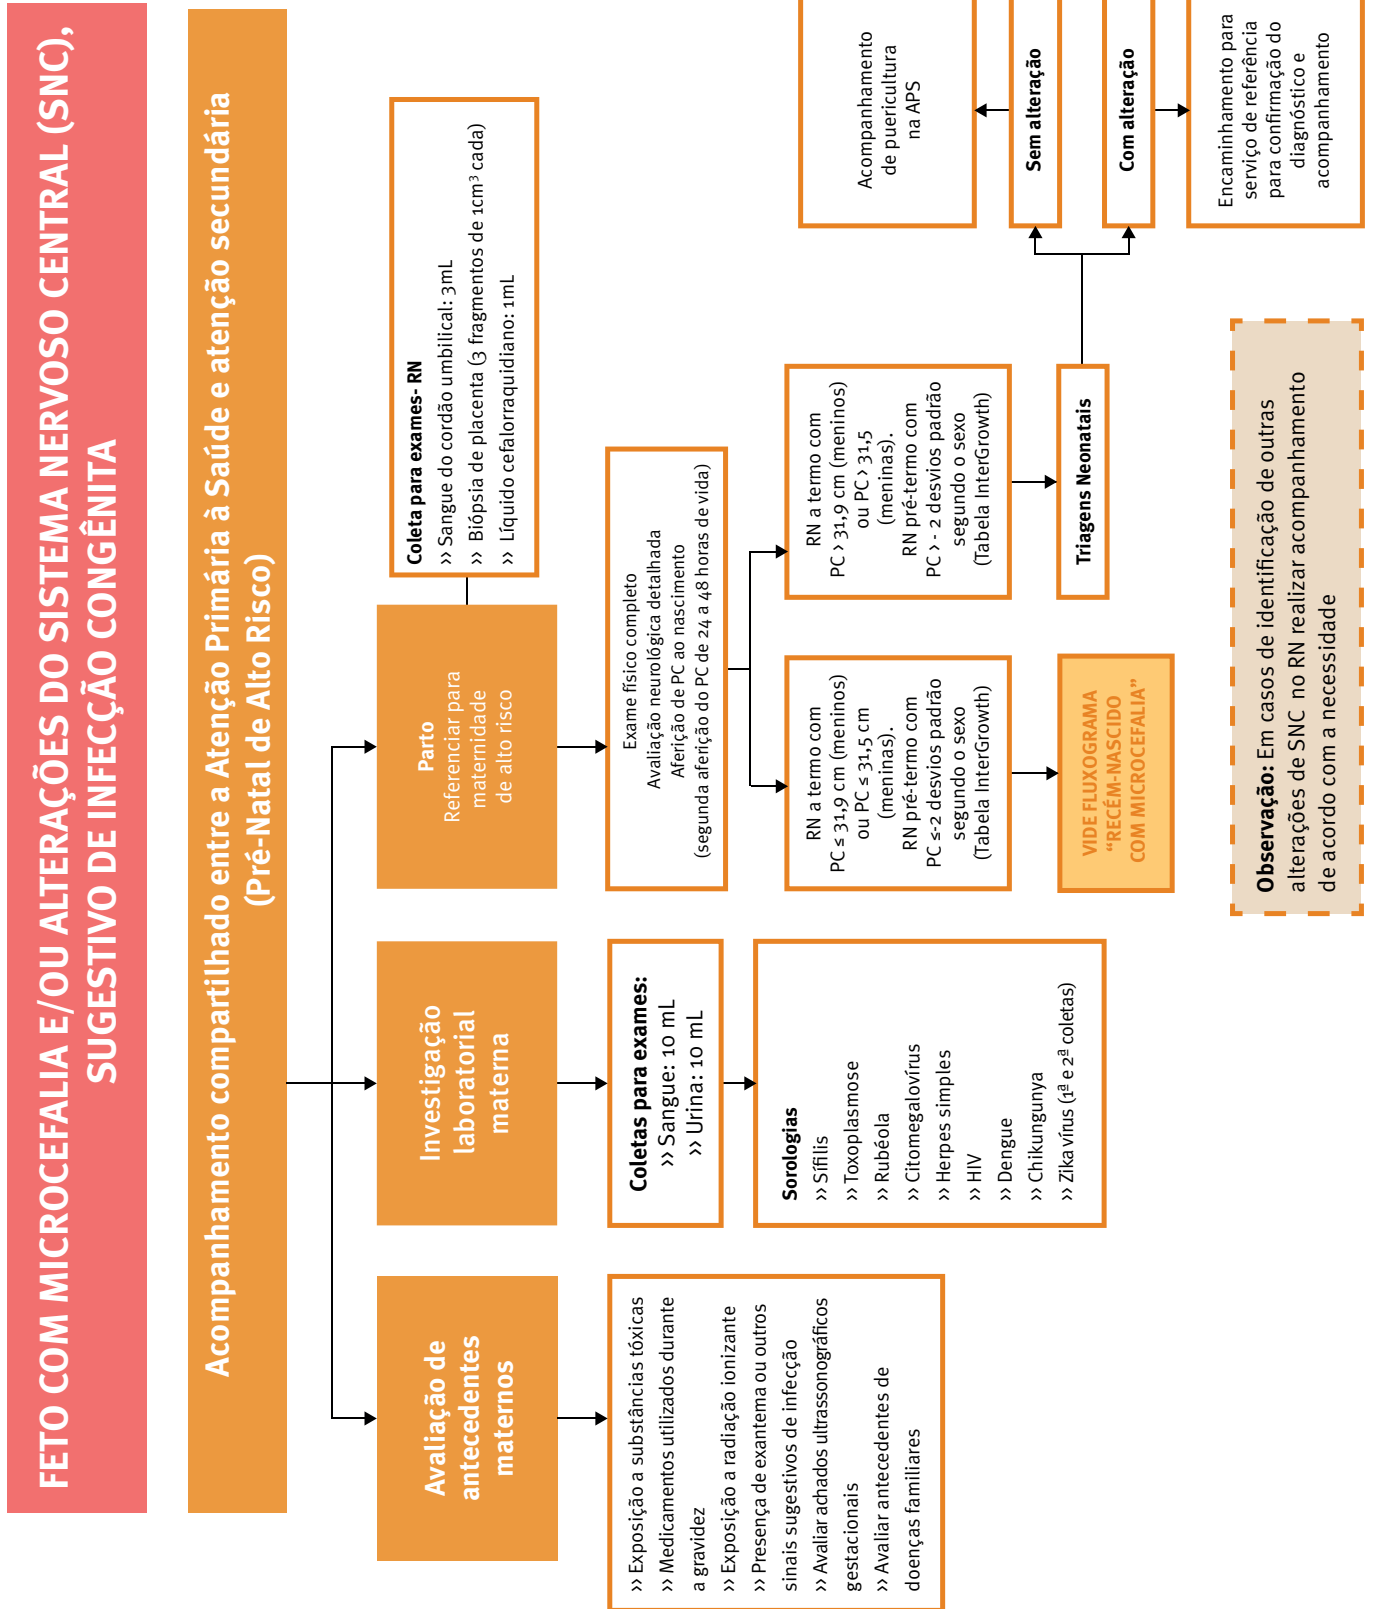 FETO COM MICROCEFALIA E/OU ALTERAÇÕES DO SISTEMA NERVOSO CENTRAL (SNC),
SUGESTIVO DE INFECÇÃO CONGÊNITA
Acompanhamento compartilhado entre a Atenção Primária à Saúde e atenção secundária
(Pré-Natal de Alto Risco)
Avaliação de
antecedentes
maternos
›› Exposição a substâncias tóxicas
›› Medicamentos utilizados durante
a gravidez
›› Exposição a radiação ionizante
›› Presença de exantema ou outros
sinais sugestivos de infecção
›› Avaliar achados ultrassonográficos
gestacionais
›› Avaliar antecedentes de
doenças familiares
Investigação
laboratorial
materna
Coletas para exames:
›› Sangue: 10 mL
›› Urina: 10 mL
Sorologias
›› Sífilis
›› Toxoplasmose
›› Rubéola
›› Citomegalovírus
›› Herpes simples
›› HIV
›› Dengue
›› Chikungunya
›› Zika vírus (1ª e 2ª coletas)
Parto
Referenciar para
maternidade
de alto risco
Coleta para exames- RN
›› Sangue do cordão umbilical: 3mL
›› Biópsia de placenta (3 fragmentos de 1cm³ cada)
›› Líquido cefalorraquidiano: 1mL
Exame físico completo
Avaliação neurológica detalhada
Aferição de PC ao nascimento
(segunda aferição do PC de 24 a 48 horas de vida)
RN a termo com
PC ≤ 31,9 cm (meninos)
ou PC ≤ 31,5 cm
(meninas).
RN pré-termo com
PC ≤-2 desvios padrão
segundo o sexo
(Tabela InterGrowth)
VIDE FLUXOGRAMA
“RECÉM-NASCIDO
COM MICROCEFALIA”
RN a termo com
PC > 31,9 cm (meninos)
ou PC > 31,5
(meninas).
RN pré-termo com
PC > - 2 desvios padrão
segundo o sexo
(Tabela InterGrowth)
Triagens Neonatais
Sem alteração
Acompanhamento
de puericultura
na APS
Com alteração
Encaminhamento para
serviço de referência
para confirmação do
diagnóstico e
acompanhamento
Observação: Em casos de identificação de outras
alterações de SNC no RN realizar acompanhamento
de acordo com a necessidade